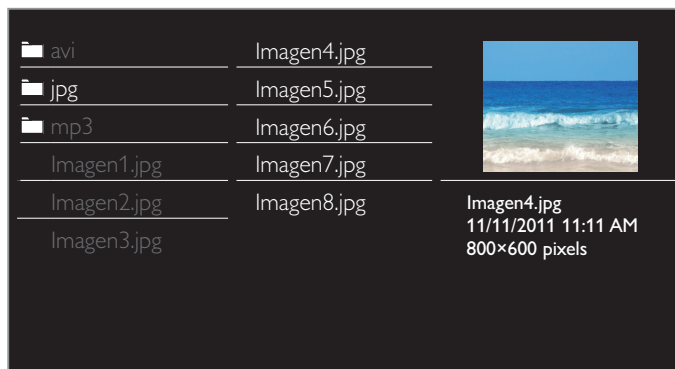 avi
jpg
mp3
Imagen1.jpg
Imagen2.jpg
Imagen3.jpg
Imagen4.jpg
Imagen5.jpg
Imagen6.jpg
Imagen7.jpg
Imagen8.jpg
Imagen4.jpg
11/11/2011 11:11 AM
800×600 pixels